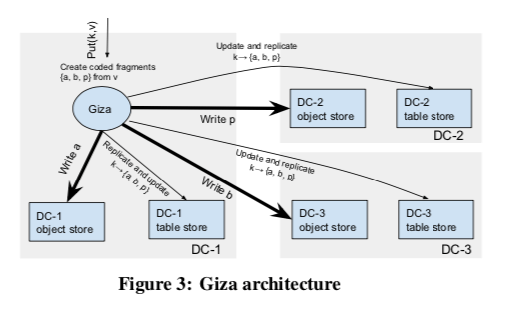 Put(k,v)
Create coded fragments
{a, b, p} from v
Update and replicate
k→ {a, b, p}
Giza
Write p
DC-2
object store
DC-2
table store
DC-2
Write a
Replicate and update
k→ {a, b, p}
Write b
Update and replicate
k→ {a, b, p}
DC-1
object store
DC-1
table store
DC-1
DC-3
object store
DC-3
table store
DC-3
Figure 3: Giza architecture